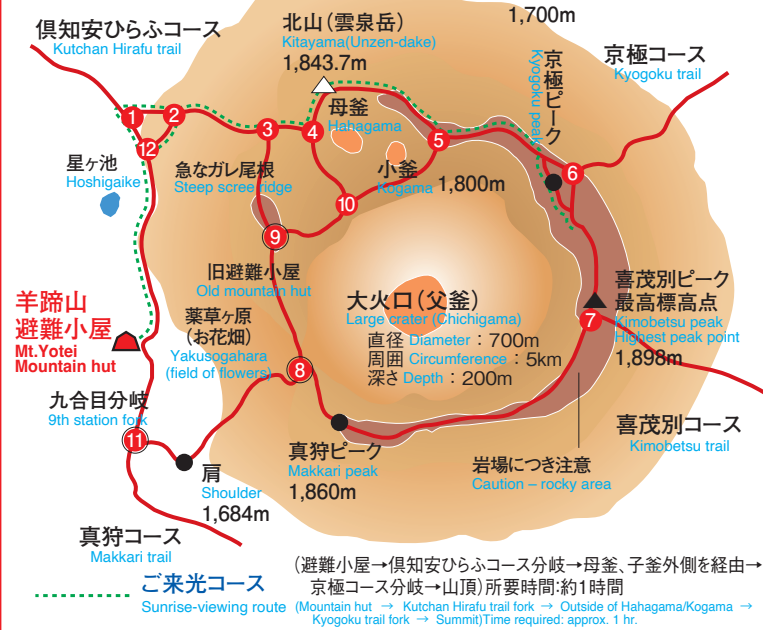 1,700m
北山（雲泉岳）
Kitayama(Unzen-dake)
1,843.7m
倶知安ひらふコース
Kutchan Hirafu trail
京極ピーク
Kyogoku peak
京極コース
Kyogoku trail
1
2
3
4
5
6
12
母釜
Hahagama
星ヶ池
Hoshigaike
急なガレ尾根
Steep scree ridge
小釜
Kogama
1,800m
10
9
旧避難小屋
Old mountain hut
大火口（父釜）
Large crater (Chichigama)
直径 Diameter：700m
周囲 Circumference：5km
深さ Depth：200m
喜茂別ピーク
最高標高点
Kimobetsu peak
Highest peak point
1,898m
7
羊蹄山
避難小屋
Mt.Yotei
Mountain hut
薬草ヶ原
（お花畑）
Yakusogahara
(field of flowers)
8
九合目分岐
9th station fork
11
肩
Shoulder
1,684m
真狩ピーク
Makkari peak
1,860m
岩場につき注意
Caution – rocky area
喜茂別コース
Kimobetsu trail
真狩コース
Makkari trail
ご来光コース
Sunrise-viewing route
（避難小屋→倶知安ひらふコース分岐→母釜、子釜外側を経由→
京極コース分岐→山頂）所要時間：約1時間
(Mountain hut → Kutchan Hirafu trail fork → Outside of Hahagama/Kogama →
Kyogoku trail fork → Summit)Time required: approx. 1 hr.